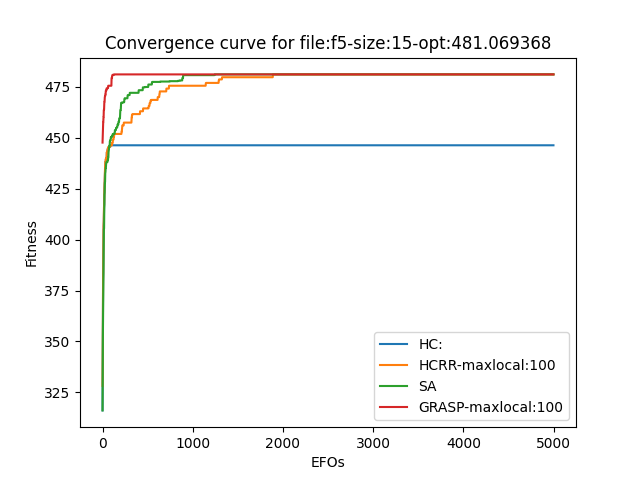 Convergence curve for file:f5-size:15-opt:481.069368
475
450
425
400
375
350
325
Fitness
0
1000
2000
3000
4000
5000
EFOs
HC:
HCRR-maxlocal:100
SA
GRASP-maxlocal:100